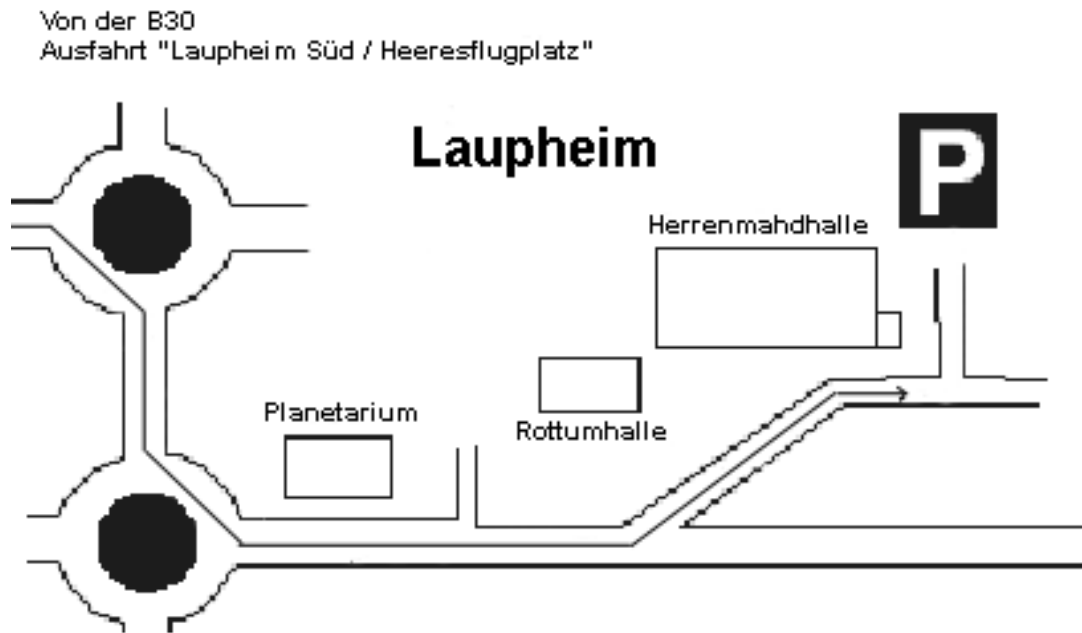 Von der B30
Ausfahrt "Laupheim Süd / Heeresflugplatz"
Laupheim
P
Herrenmahdhalle
Planetarium
Rottumhalle